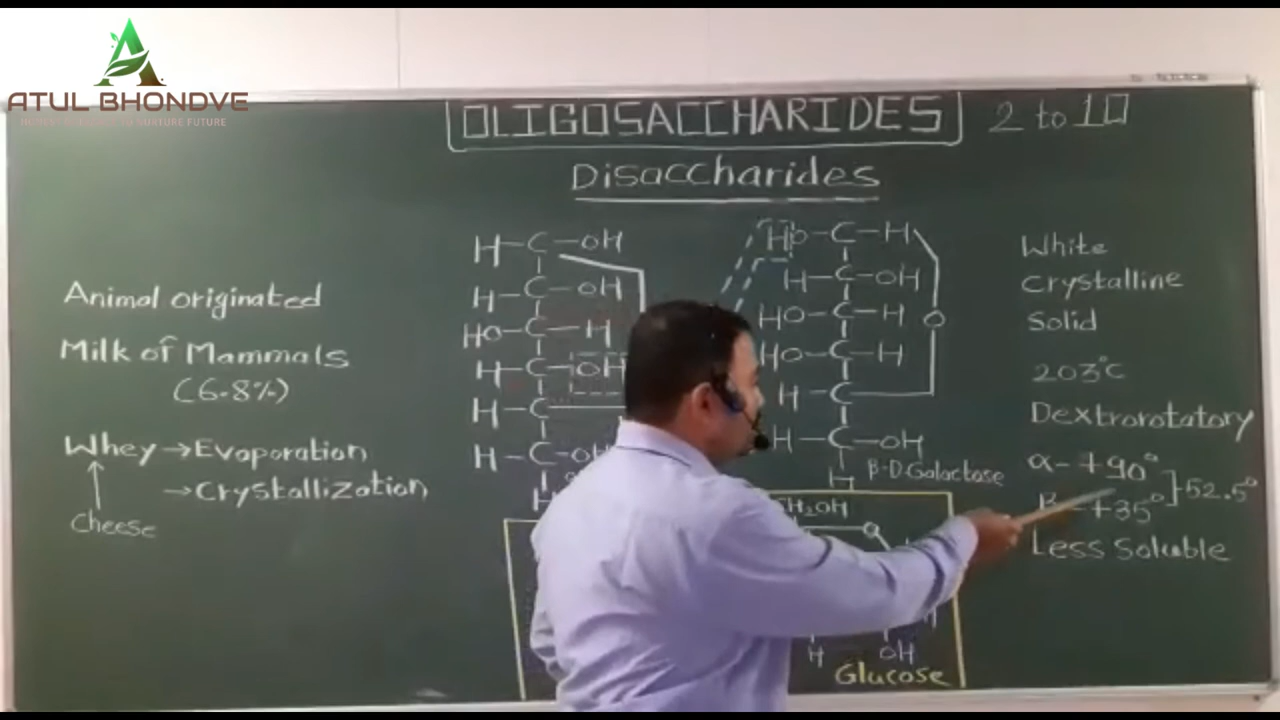 ATUL BHONDVE
OLIGOSACCHARIDES 2 to 10
Disaccharides
Animal originated
Milk of Mammals
(6-8%)
Whey → Evaporation
→ Crystallization
Cheese
H-C-OH
H-C-OH
HO-C-H
H-C-OH
H-C
H-C-OH
H
HO-C-H
H-C-OH
HO-C-H
HO-C-H
H-C
H-C-OH
H
O
β-D.Galactose
CH₂OH
H
OH
Glucose
White
Crystalline
Solid
203°C
Dextrorotatory
α- +90°
β- +35°
52.5°
Less Soluble